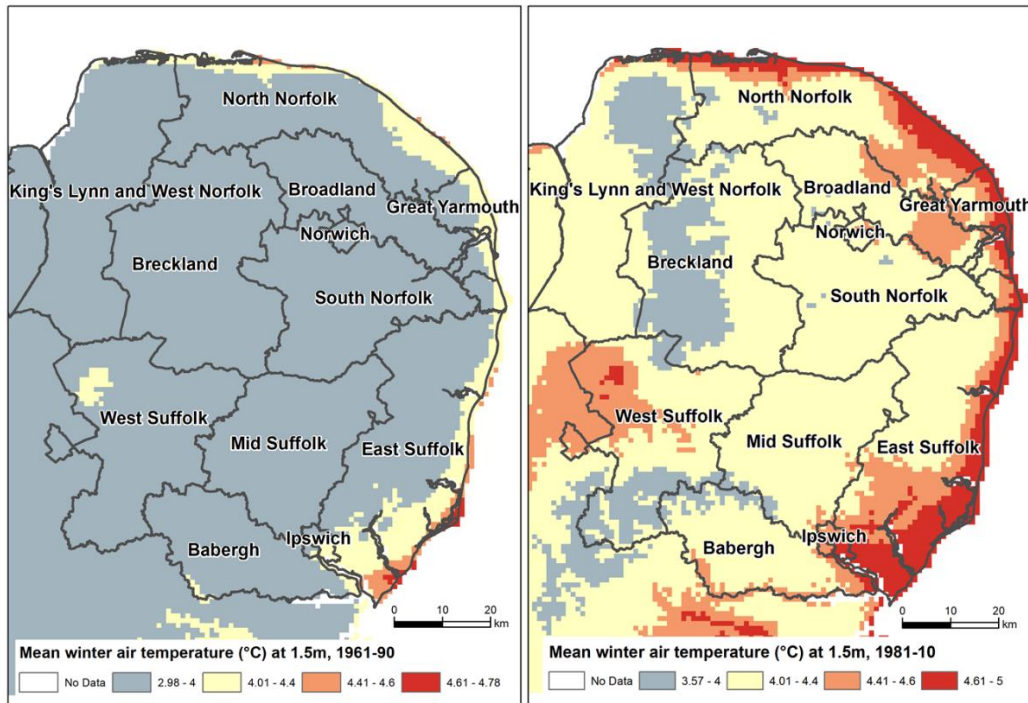 North Norfolk
King's Lynn and West Norfolk
Broadland
Great Yarmouth
Norwich
Breckland
South Norfolk
West Suffolk
Mid Suffolk
East Suffolk
Ipswich
Babergh
0 10 20
km
Mean winter air temperature (°C) at 1.5m, 1961-90
No Data 2.98 - 4 4.01 - 4.4 4.41 - 4.6 4.61 - 4.78
North Norfolk
King's Lynn and West Norfolk
Broadland
Great Yarmouth
Norwich
Breckland
South Norfolk
West Suffolk
Mid Suffolk
East Suffolk
Ipswich
Babergh
0 10 20
km
Mean winter air temperature (°C) at 1.5m, 1981-10
No Data 3.57 - 4 4.01 - 4.4 4.41 - 4.6 4.61 - 5